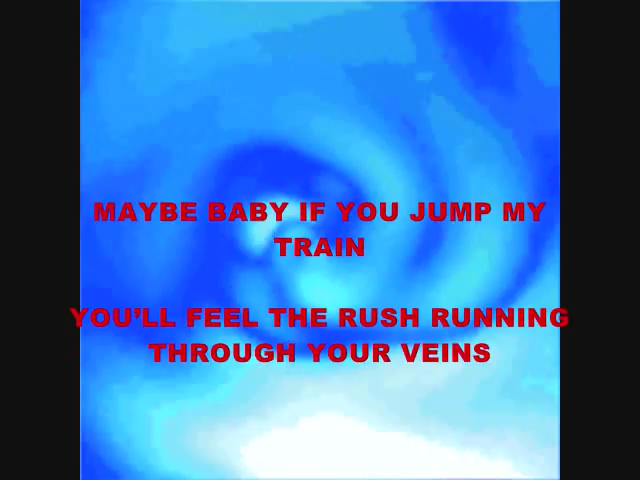 MAYBE BABY IF YOU JUMP MY
TRAIN
YOU'LL FEEL THE RUSH RUNNING
THROUGH YOUR VEINS